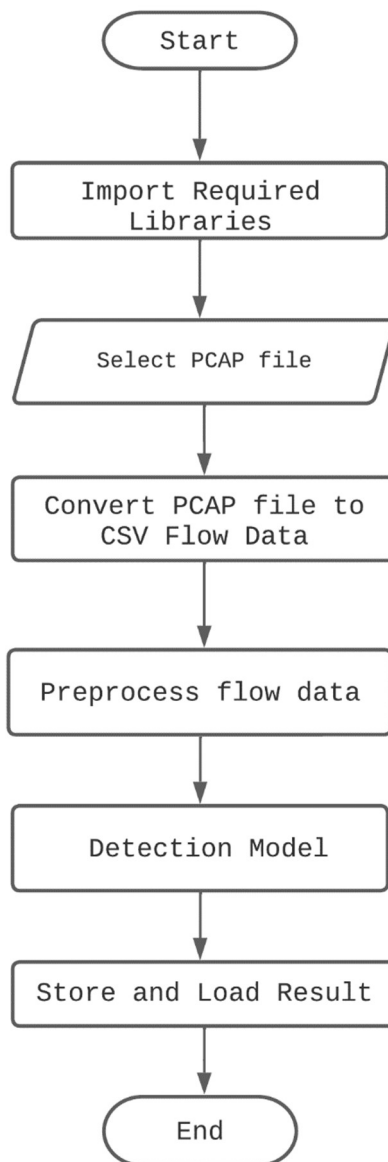 Start
Import Required
Libraries
Select PCAP file
Convert PCAP file to
CSV Flow Data
Preprocess flow data
Detection Model
Store and Load Result
End